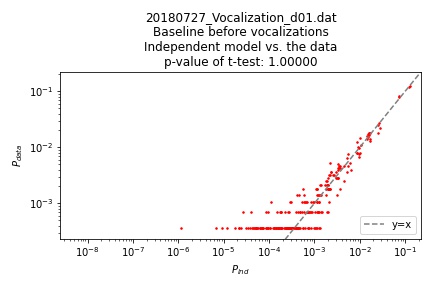 20180727_Vocalization_d01.dat
Baseline before vocalizations
Independent model vs. the data
p-value of t-test: 1.00000
P_data
10⁻¹
10⁻²
10⁻³
y=x
10⁻⁸ 10⁻⁷ 10⁻⁶ 10⁻⁵ 10⁻⁴ 10⁻³ 10⁻² 10⁻¹
P_ind